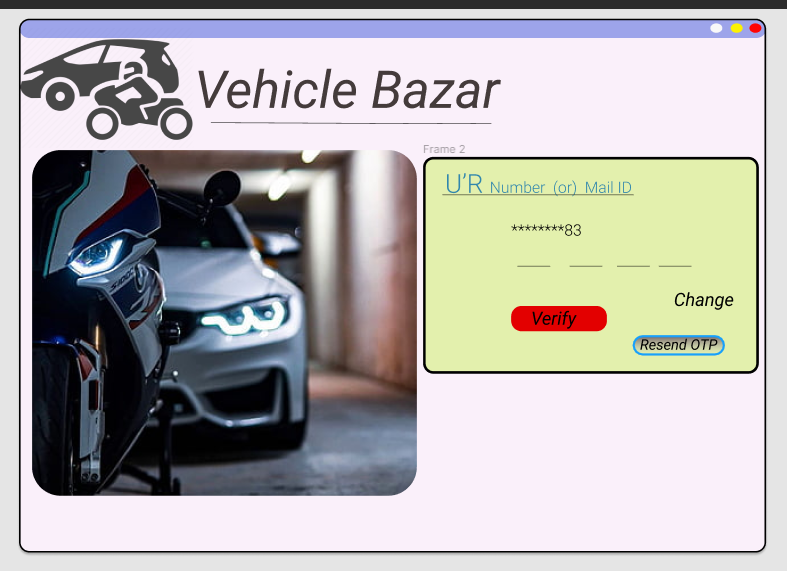 Vehicle Bazar
Frame 2
U'R Number (or) Mail ID
********83
Change
Verify
Resend OTP